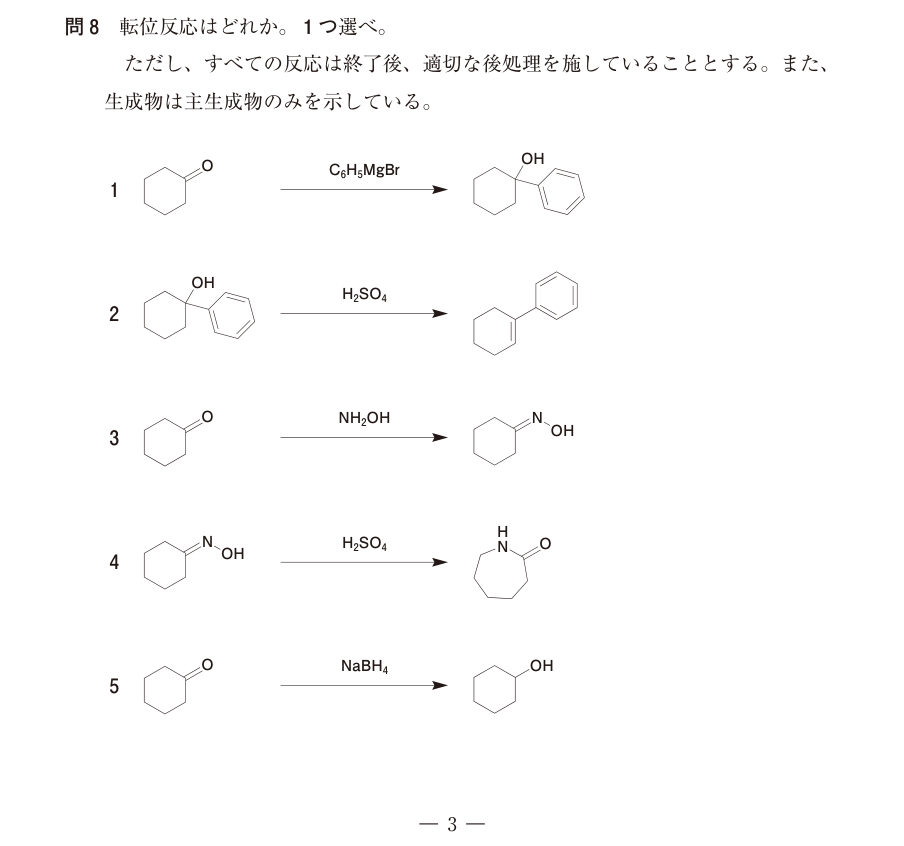 問8 転位反応はどれか。1つ選べ。
ただし、すべての反応は終了後、適切な後処理を施していることとする。また、
生成物は主生成物のみを示している。
1 O C₆H₅MgBr OH
2 OH H₂SO₄
3 O NH₂OH N OH
4 N OH H₂SO₄ H N O
5 O NaBH₄ OH
— 3 —